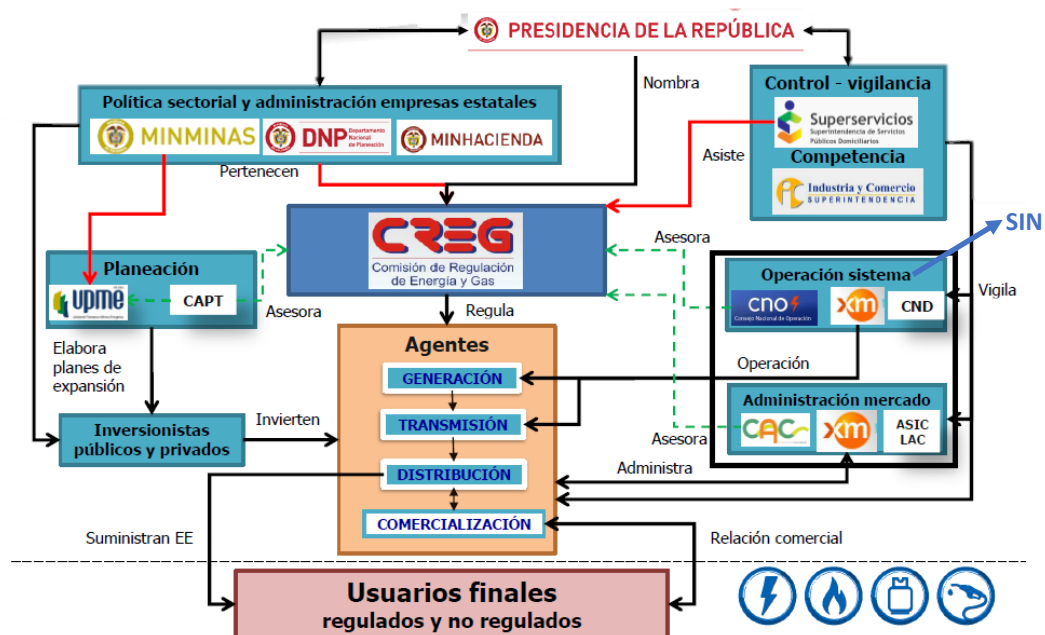 PRESIDENCIA DE LA REPÚBLICA
Nombra
Política sectorial y administración empresas estatales
MINMINAS
DNP
Departamento
Nacional
de Planeación
MINHACIENDA
Pertenecen
Control - vigilancia
Superservicios
Superintendencia de Servicios
Públicos Domiciliarios
Competencia
Industria y Comercio
SUPERINTENDENCIA
Asiste
CREG
Comisión de Regulación
de Energía y Gas
SIN
Asesora
Planeación
upme
CAPT
Asesora
Operación sistema
cno
Consejo Nacional de Operación
xm
CND
Vigila
Regula
Elabora
planes de
expansión
Agentes
GENERACIÓN
TRANSMISIÓN
DISTRIBUCIÓN
COMERCIALIZACIÓN
Operación
Administración mercado
CAC
xm
ASIC
LAC
Asesora
Inversionistas
públicos y privados
Invierten
Administra
Suministran EE
Relación comercial
Usuarios finales
regulados y no regulados